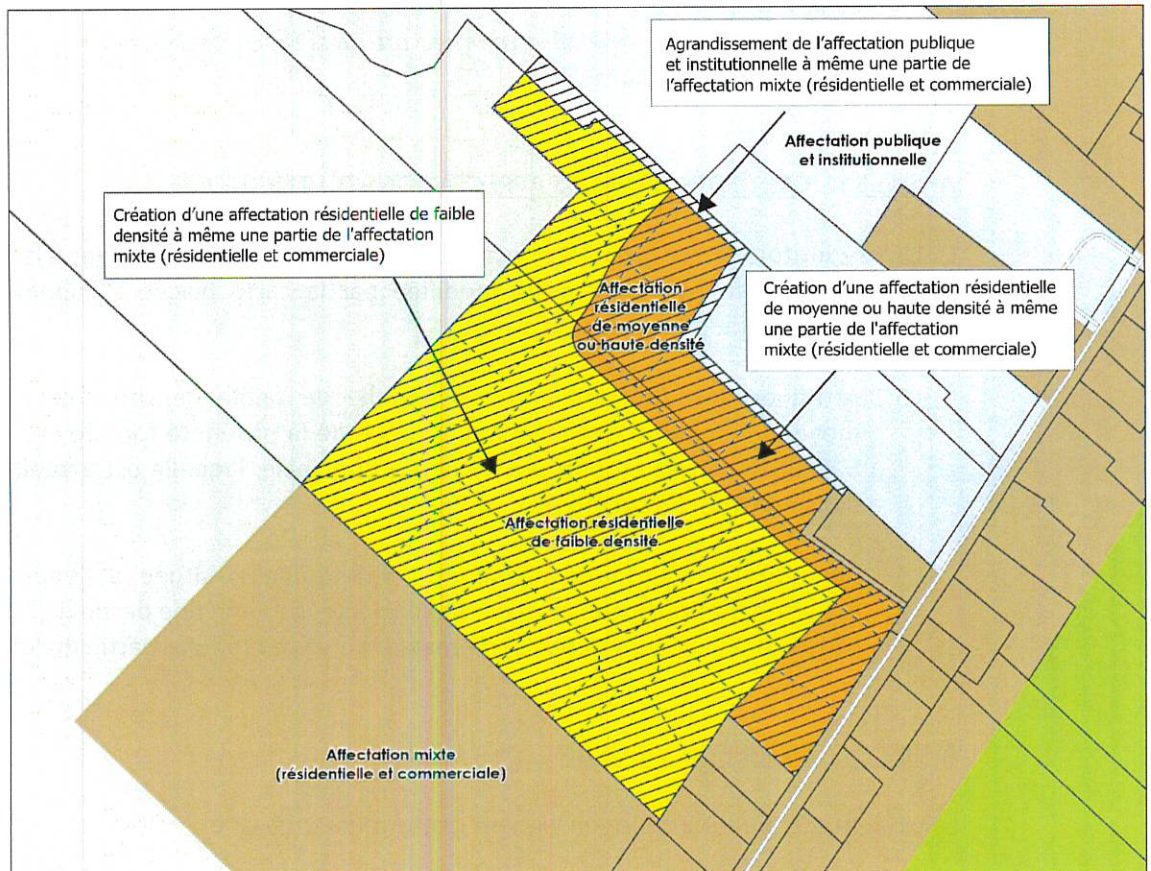 Agrandissement de l'affectation publique
et institutionnelle à même une partie de
l'affectation mixte (résidentielle et commerciale)
Affectation publique
et institutionnelle
Création d'une affectation résidentielle de faible
densité à même une partie de l'affectation
mixte (résidentielle et commerciale)
Création d'une affectation résidentielle
de moyenne ou haute densité à même
une partie de l'affectation
mixte (résidentielle et commerciale)
Affectation
résidentielle
de moyenne
ou haute densité
Affectation résidentielle
de faible densité
Affectation mixte
(résidentielle et commerciale)